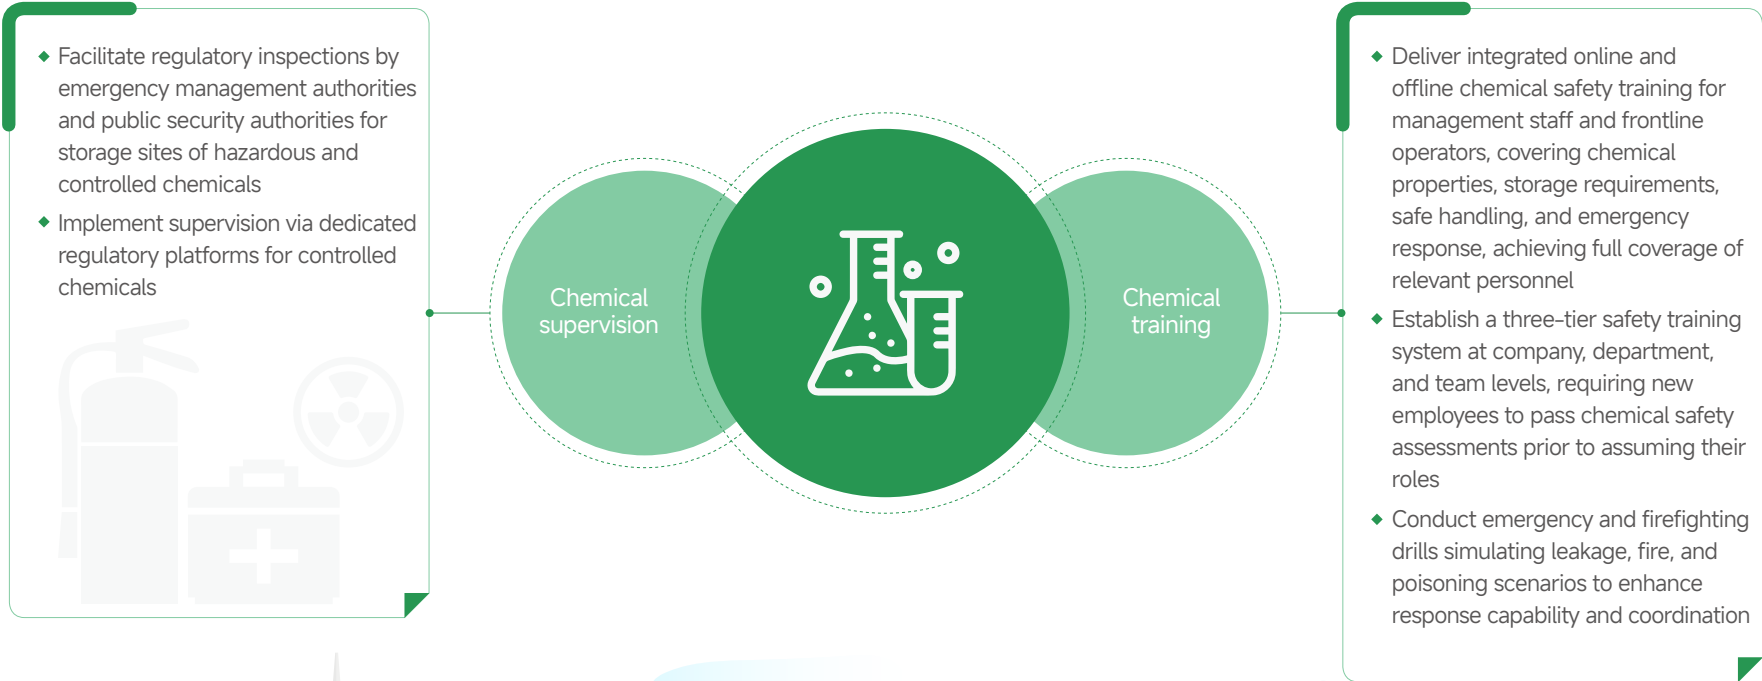 Facilitate regulatory inspections by
emergency management authorities
and public security authorities for
storage sites of hazardous and
controlled chemicals
Implement supervision via dedicated
regulatory platforms for controlled
chemicals
Chemical
supervision
Chemical
training
Deliver integrated online and
offline chemical safety training for
management staff and frontline
operators, covering chemical
properties, storage requirements,
safe handling, and emergency
response, achieving full coverage of
relevant personnel
Establish a three-tier safety training
system at company, department,
and team levels, requiring new
employees to pass chemical safety
assessments prior to assuming their
roles
Conduct emergency and firefighting
drills simulating leakage, fire, and
poisoning scenarios to enhance
response capability and coordination